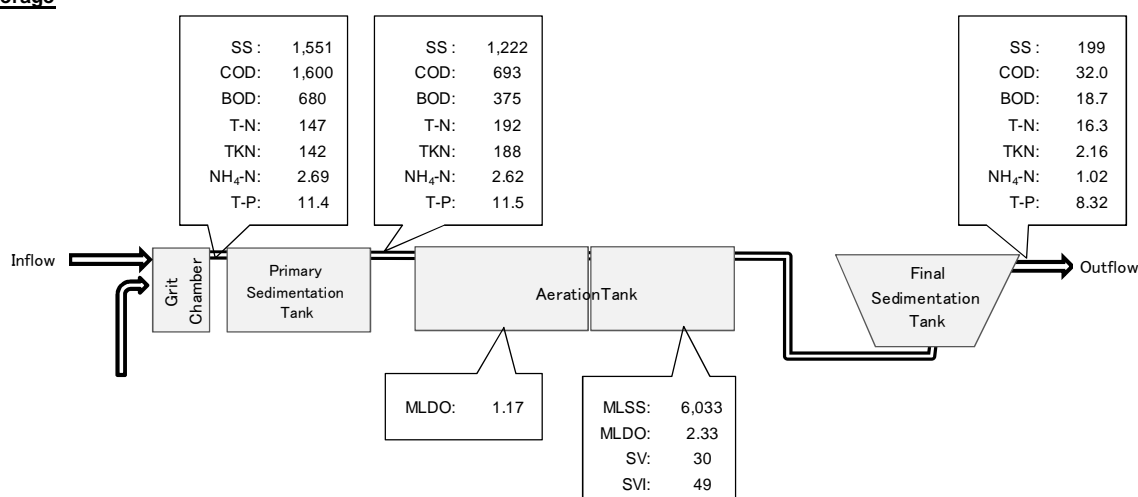 SS : 1,551
COD: 1,600
BOD: 680
T-N: 147
TKN: 142
NH₄-N: 2.69
T-P: 11.4
SS : 1,222
COD: 693
BOD: 375
T-N: 192
TKN: 188
NH₄-N: 2.62
T-P: 11.5
SS : 199
COD: 32.0
BOD: 18.7
T-N: 16.3
TKN: 2.16
NH₄-N: 1.02
T-P: 8.32
Inflow
Grit
Chamber
Primary
Sedimentation
Tank
AerationTank
Final
Sedimentation
Tank
Outflow
MLDO: 1.17
MLSS: 6,033
MLDO: 2.33
SV: 30
SVI: 49